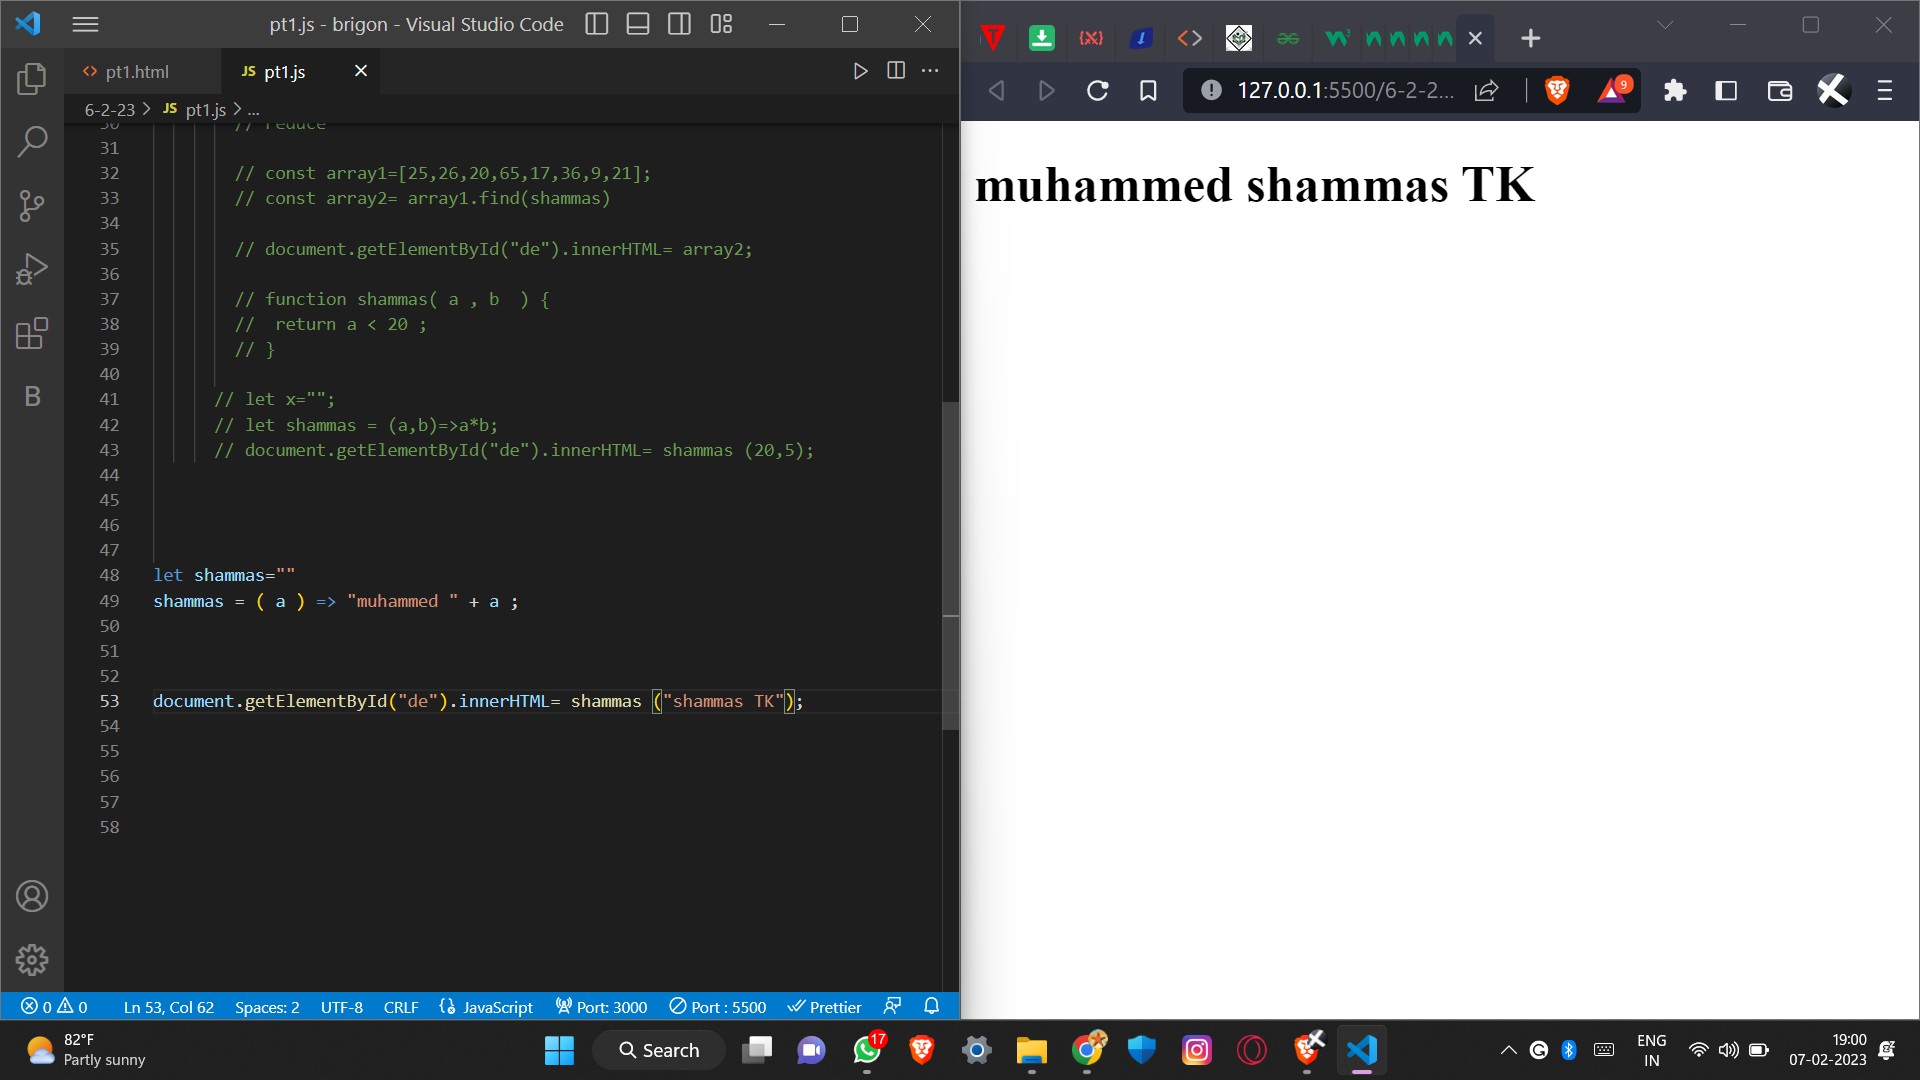 pt1.js - brigon - Visual Studio Code
pt1.html
JS pt1.js
6-2-23 > JS pt1.js > ...
30 // reduce
31
32 // const array1=[25,26,20,65,17,36,9,21];
33 // const array2= array1.find(shammas)
34
35 // document.getElementById("de").innerHTML= array2;
36
37 // function shammas( a , b  ) {
38 //  return a < 20 ;
39 // }
40
41 // let x="";
42 // let shammas = (a,b)=>a*b;
43 // document.getElementById("de").innerHTML= shammas (20,5);
44
45
46
47
48 let shammas=""
49 shammas = ( a ) => "muhammed " + a ;
50
51
52
53 document.getElementById("de").innerHTML= shammas ("shammas TK");
54
55
56
57
58
B
0 0 Ln 53, Col 62 Spaces: 2 UTF-8 CRLF JavaScript Port: 3000 Port : 5500 Prettier
127.0.0.1:5500/6-2-2...
9
muhammed shammas TK
82°F
Partly sunny
Search
17
ENG
IN
19:00
07-02-2023